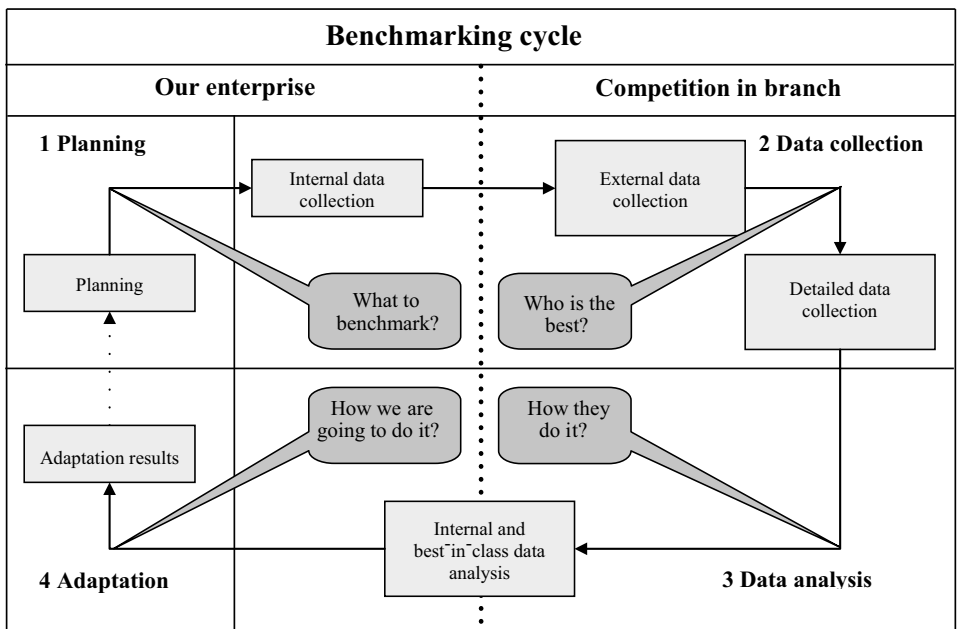 Benchmarking cycle
Our enterprise
Competition in branch
1 Planning
2 Data collection
Internal data
collection
External data
collection
Planning
What to
benchmark?
Who is the
best?
Detailed data
collection
Adaptation results
How we are
going to do it?
How they
do it?
Internal and
best-in-class data
analysis
4 Adaptation
3 Data analysis